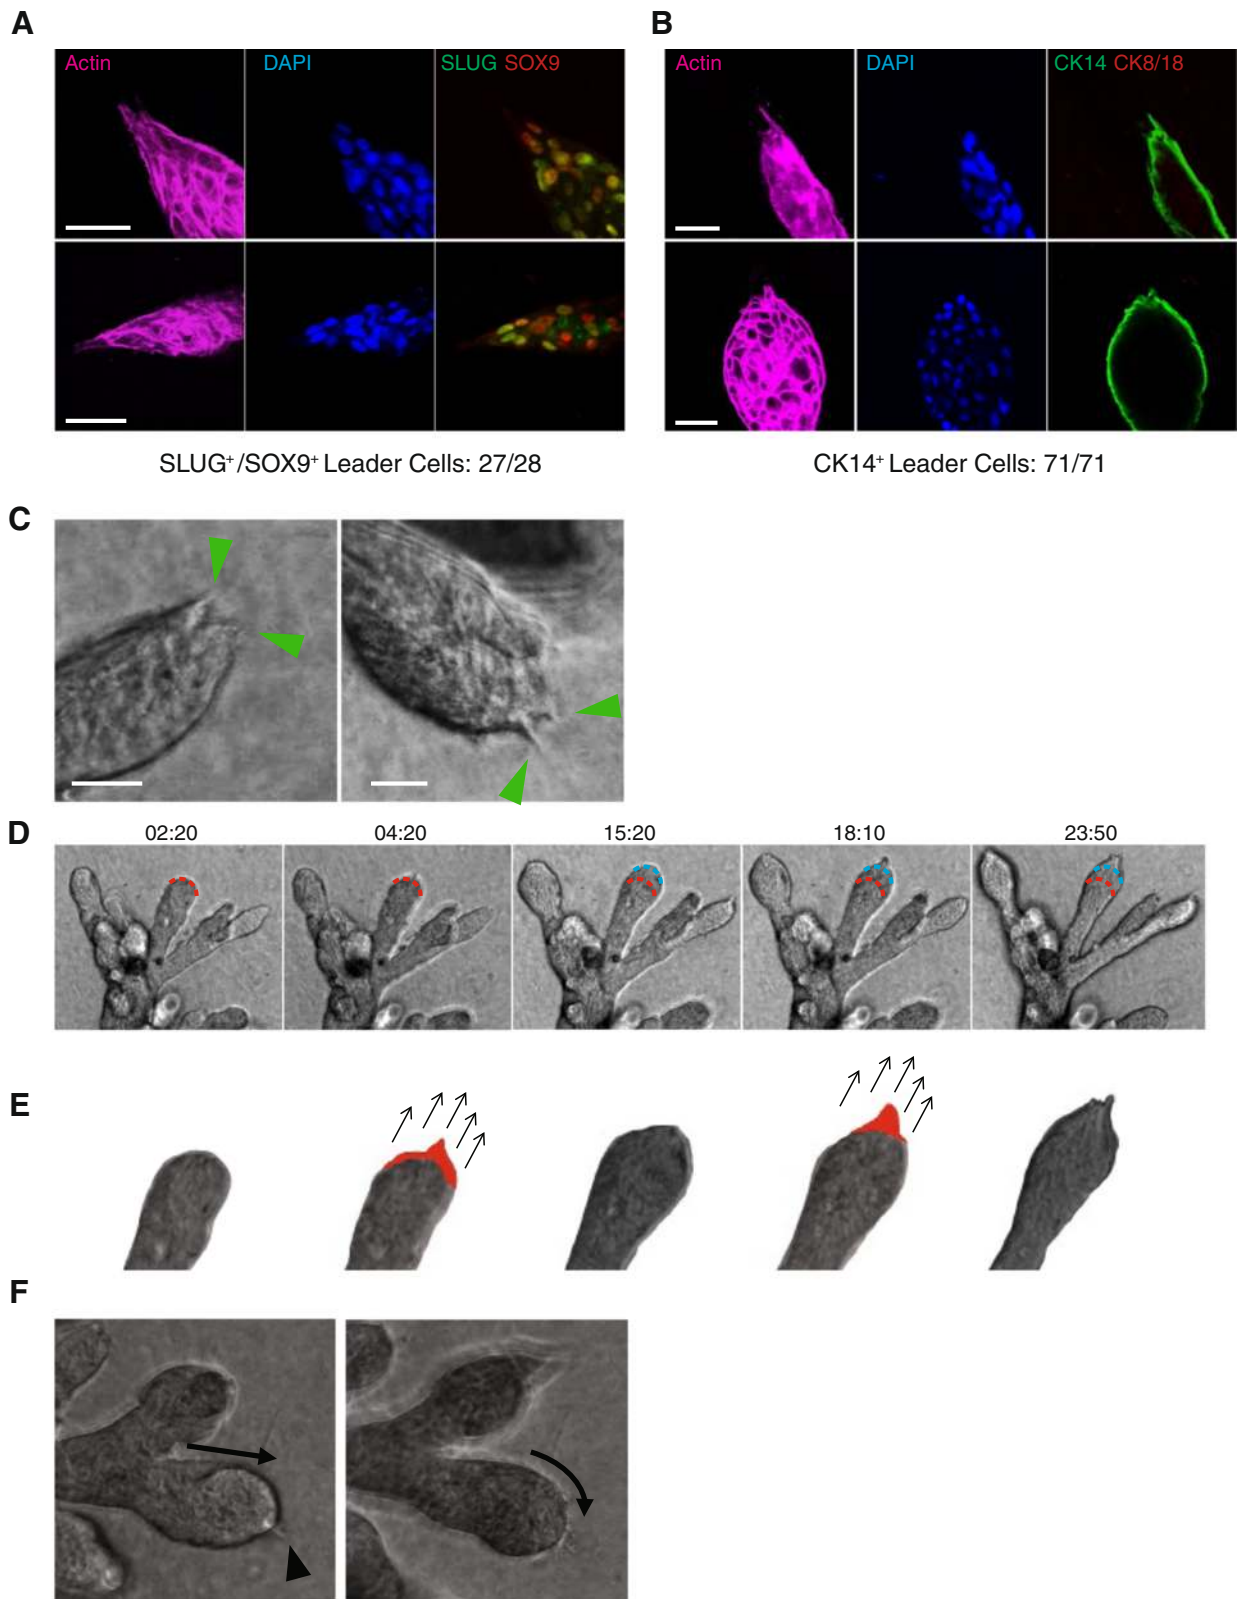 A
B
Actin
DAPI
SLUG SOX9
Actin
DAPI
CK14 CK8/18
SLUG⁺/SOX9⁺ Leader Cells: 27/28
CK14⁺ Leader Cells: 71/71
C
D
02:20
04:20
15:20
18:10
23:50
E
F